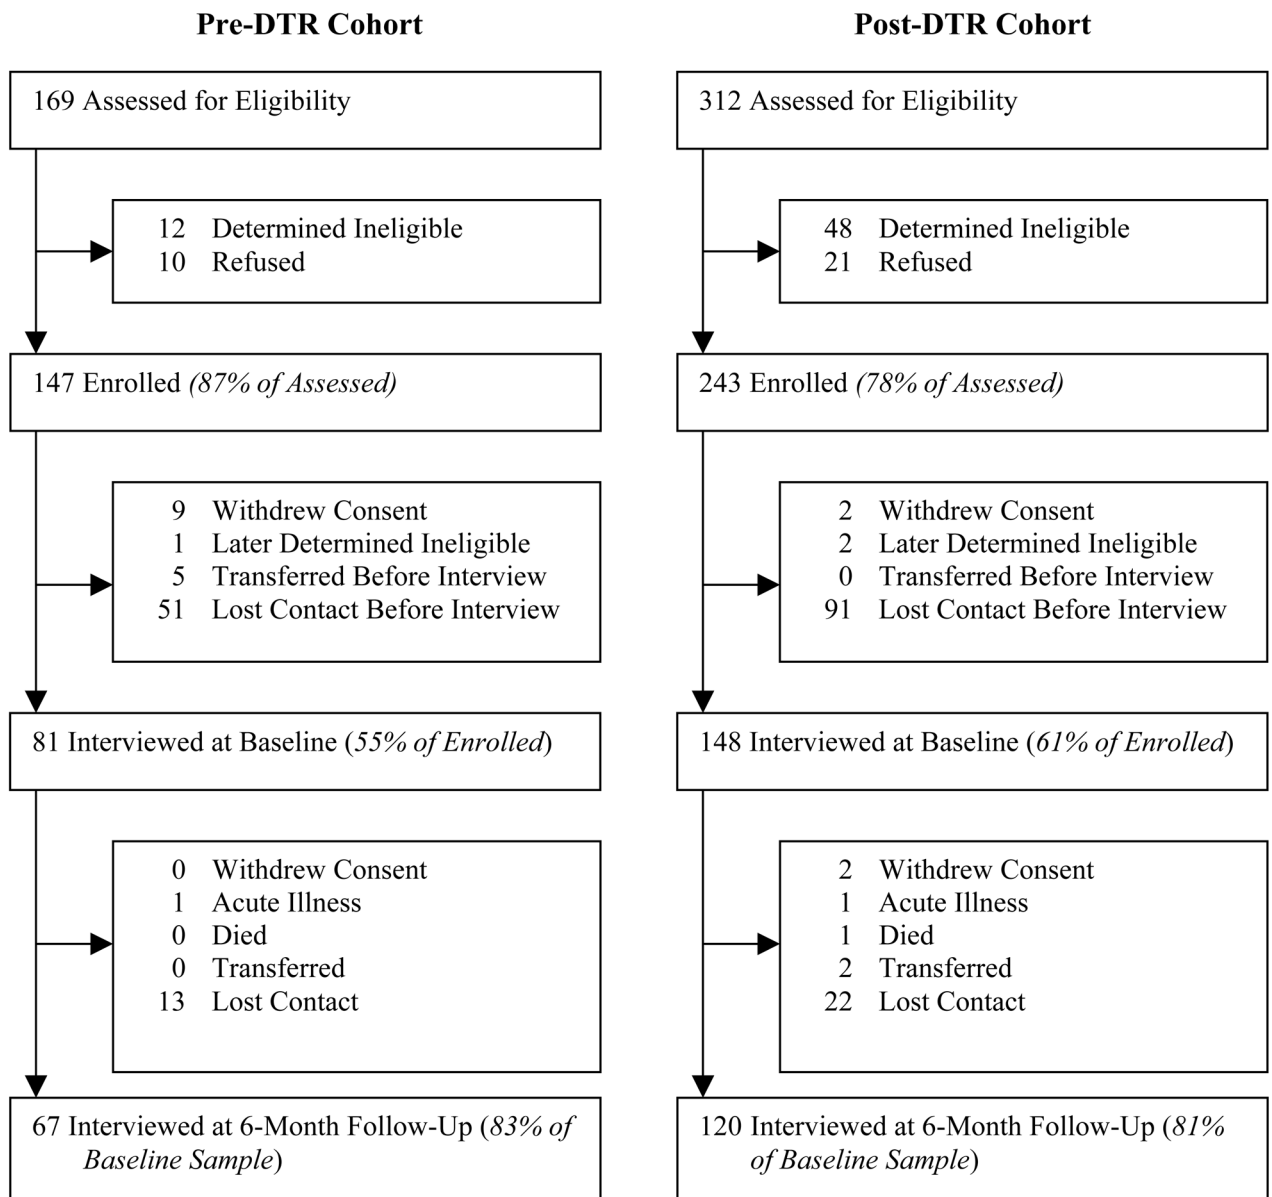 Pre-DTR Cohort
169 Assessed for Eligibility
12 Determined Ineligible
10 Refused
147 Enrolled (87% of Assessed)
9 Withdrew Consent
1 Later Determined Ineligible
5 Transferred Before Interview
51 Lost Contact Before Interview
81 Interviewed at Baseline (55% of Enrolled)
0 Withdrew Consent
1 Acute Illness
0 Died
0 Transferred
13 Lost Contact
67 Interviewed at 6-Month Follow-Up (83% of
Baseline Sample)
Post-DTR Cohort
312 Assessed for Eligibility
48 Determined Ineligible
21 Refused
243 Enrolled (78% of Assessed)
2 Withdrew Consent
2 Later Determined Ineligible
0 Transferred Before Interview
91 Lost Contact Before Interview
148 Interviewed at Baseline (61% of Enrolled)
2 Withdrew Consent
1 Acute Illness
1 Died
2 Transferred
22 Lost Contact
120 Interviewed at 6-Month Follow-Up (81%
of Baseline Sample)